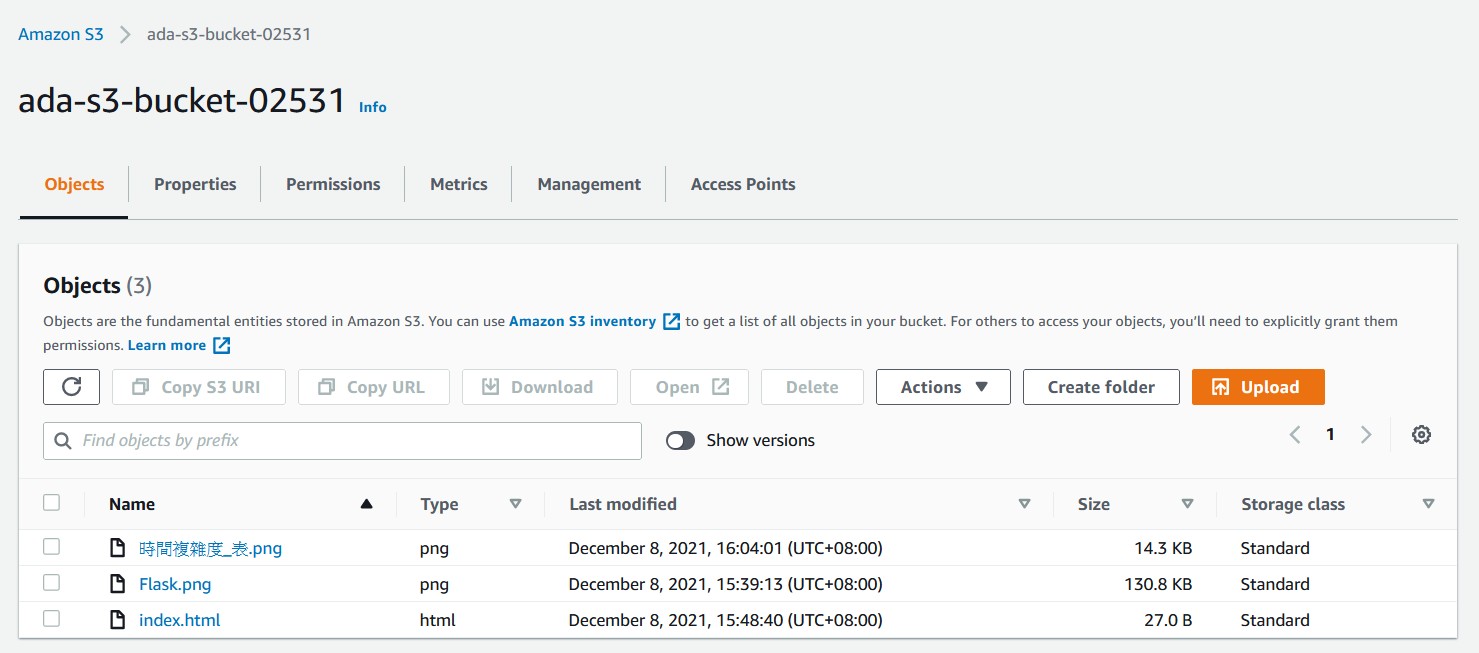 Amazon S3 > ada-s3-bucket-02531
ada-s3-bucket-02531 Info
Objects Properties Permissions Metrics Management Access Points
Objects (3)
Objects are the fundamental entities stored in Amazon S3. You can use Amazon S3 inventory to get a list of all objects in your bucket. For others to access your objects, you'll need to explicitly grant them
permissions. Learn more
Copy S3 URI Copy URL Download Open Delete Actions Create folder Upload
Find objects by prefix Show versions 1
Name Type Last modified Size Storage class
時間複雜度_表.png png December 8, 2021, 16:04:01 (UTC+08:00) 14.3 KB Standard
Flask.png png December 8, 2021, 15:39:13 (UTC+08:00) 130.8 KB Standard
index.html html December 8, 2021, 15:48:40 (UTC+08:00) 27.0 B Standard